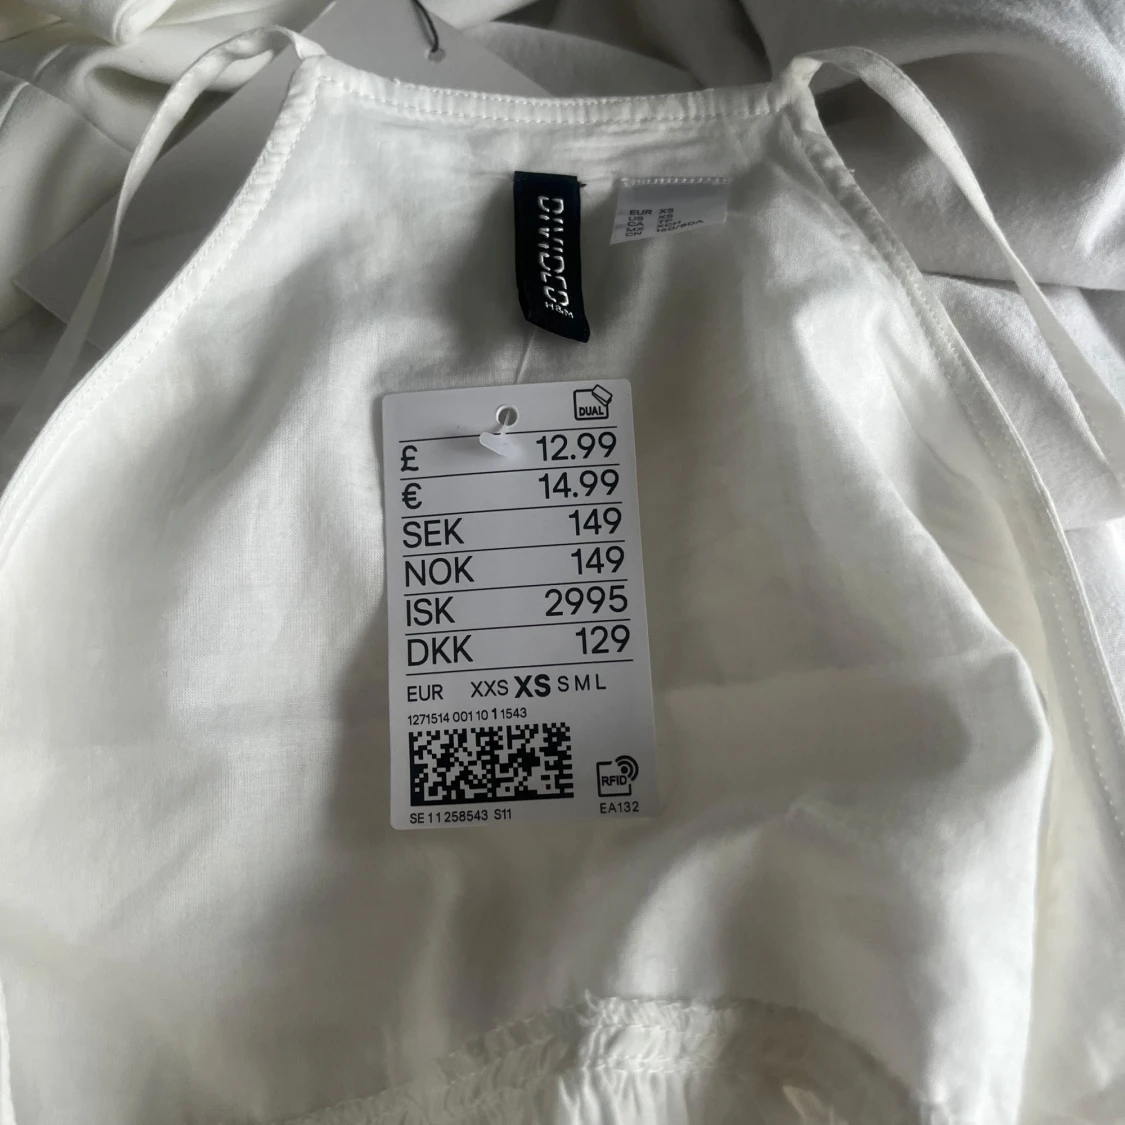 DIVIDED
H&M
EUR XS
DUAL
£ 12.99
€ 14.99
SEK 149
NOK 149
ISK 2995
DKK 129
EUR XXS XS S M L
1271514 001 10 1 1543
RFID
SE 11 258543 S11
EA132